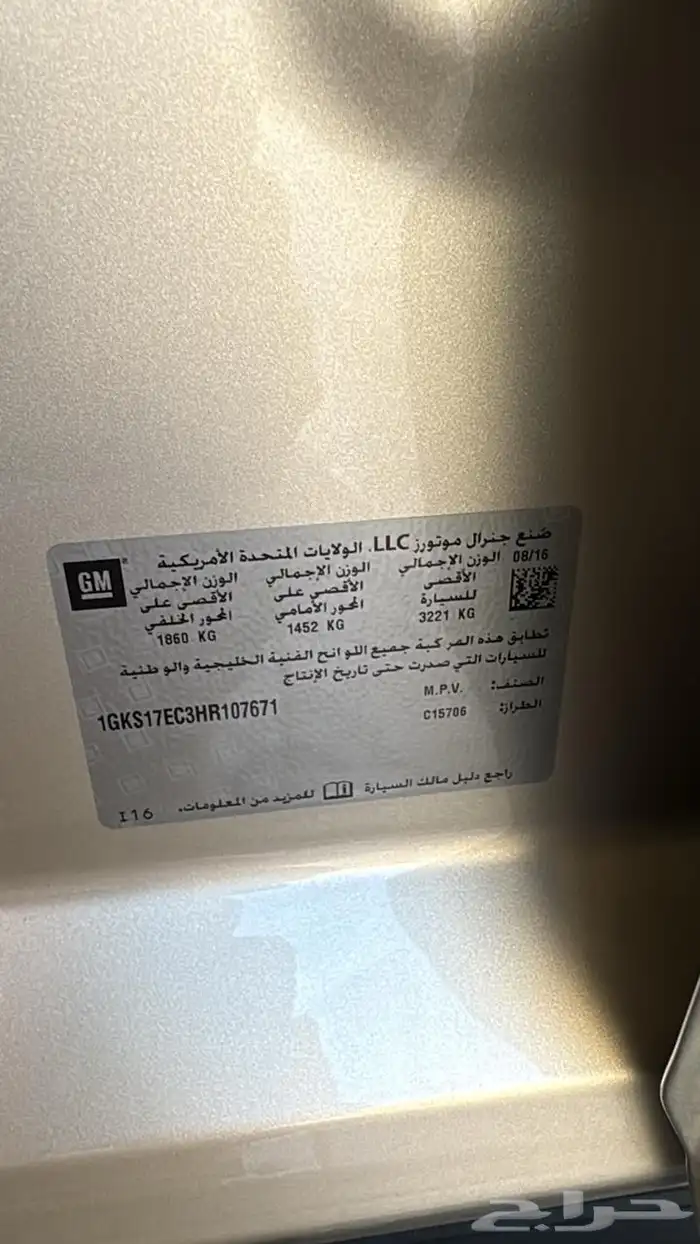 صُنع جنرال موتورز LLC، الولايات المتحدة الأمريكية
08/16
GM
الوزن الإجمالي الأقصى للسيارة
3221 KG
الوزن الإجمالي الأقصى على المحور الأمامي
1452 KG
الوزن الإجمالي الأقصى على المحور الخلفي
1860 KG
تطابق هذه المركبة جميع اللوائح الفنية الخليجية والوطنية
للسيارات التي صدرت حتى تاريخ الإنتاج
الصنف: M.P.V.
الطراز: C15706
1GKS17EC3HR107671
راجع دليل مالك السيارة للمزيد من المعلومات.
I16
حراج